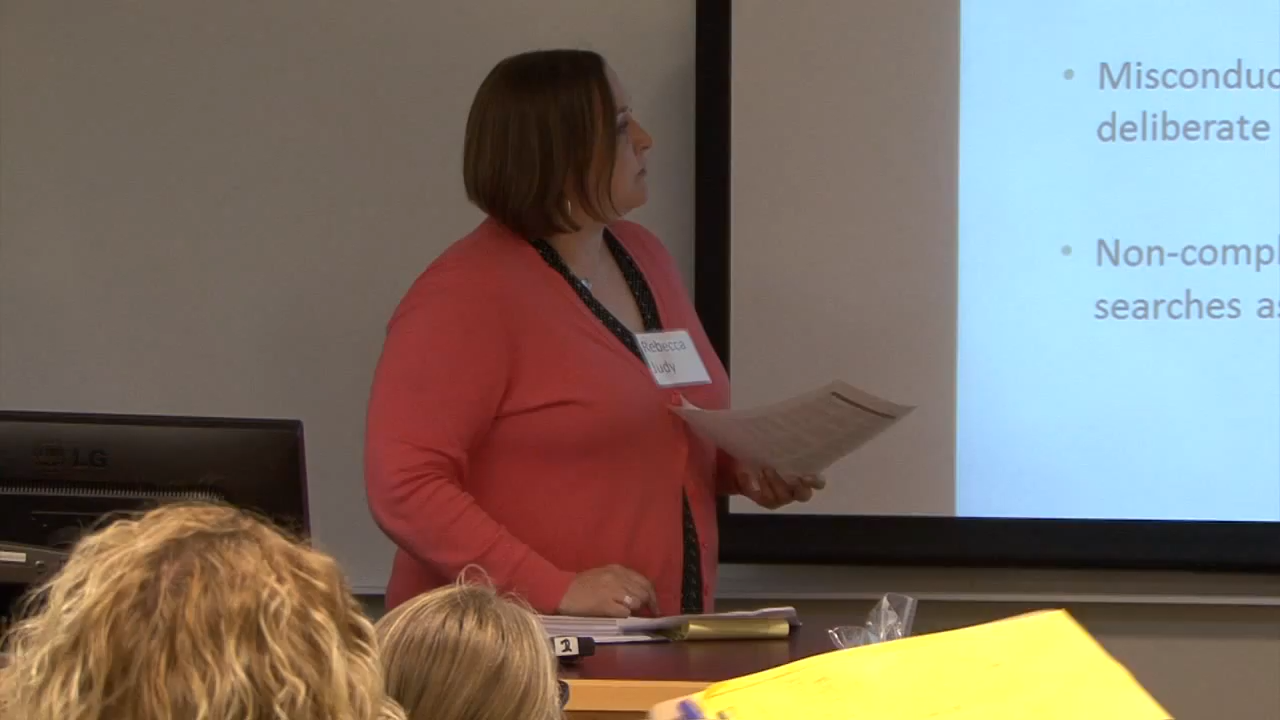 Misconduc
deliberate
Non-compl
searches as
Rebecca
Judy
LG